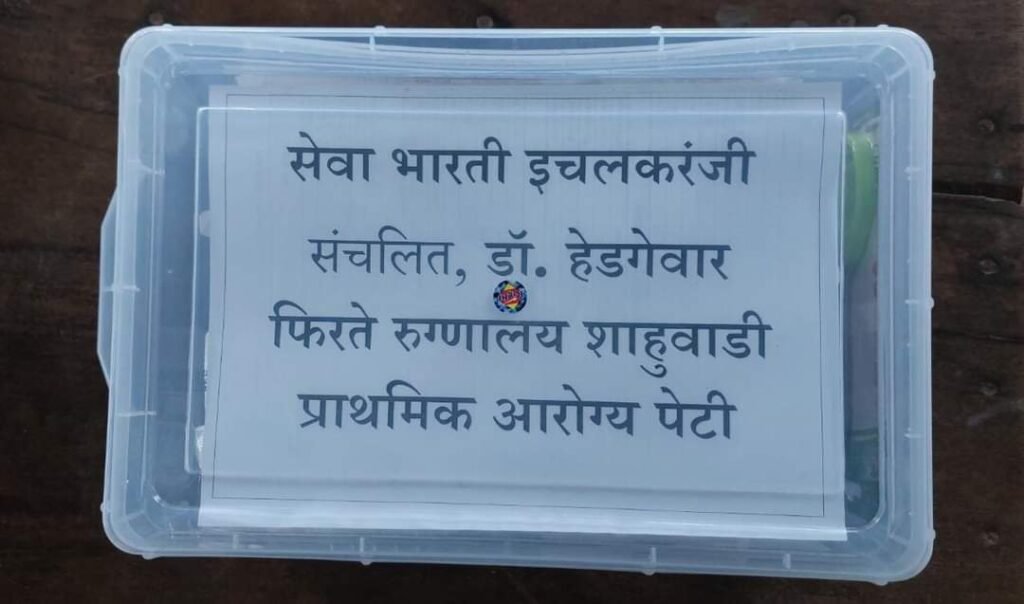 सेवा भारती इचलकरंजी
संचलित, डॉ. हेडगेवार
फिरते रुग्णालय शाहुवाडी
प्राथमिक आरोग्य पेटी